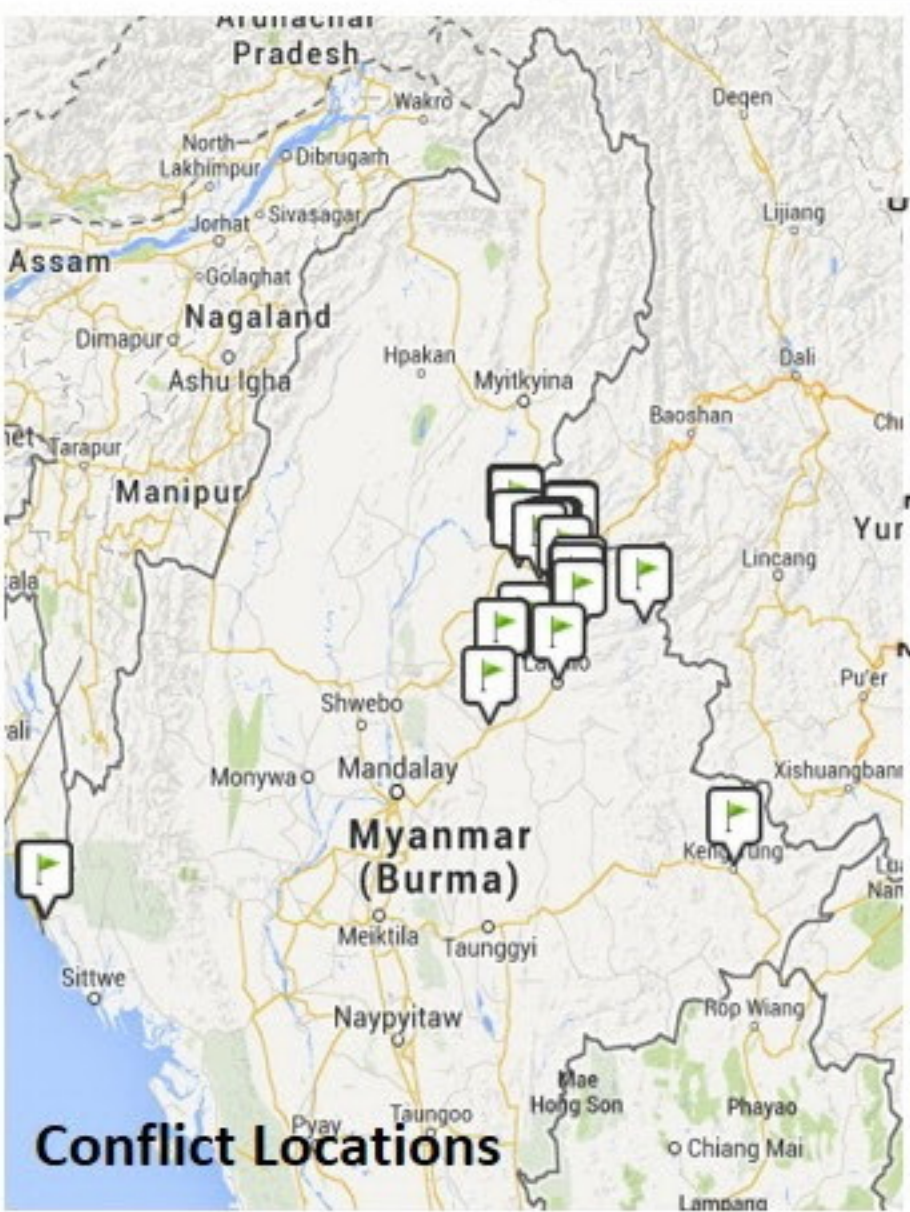 Pradesh
Wakro
Deqen
North
Lakhimpur
Dibrugarh
Jorhat
Sivasagar
Lijiang
Assam
Golaghat
Nagaland
Dimapur
Ashu Igha
Hpakan
Myitkyina
Dali
Baoshan
Tarapur
Manipur
Lincang
Shwebo
Pu'er
Monywa
Mandalay
Myanmar
(Burma)
Meiktila
Taunggyi
Sittwe
Naypyitaw
Rop Wiang
Mae
Hong Son
Phayao
Pyay
Taungoo
Conflict Locations
Chiang Mai
Lampang